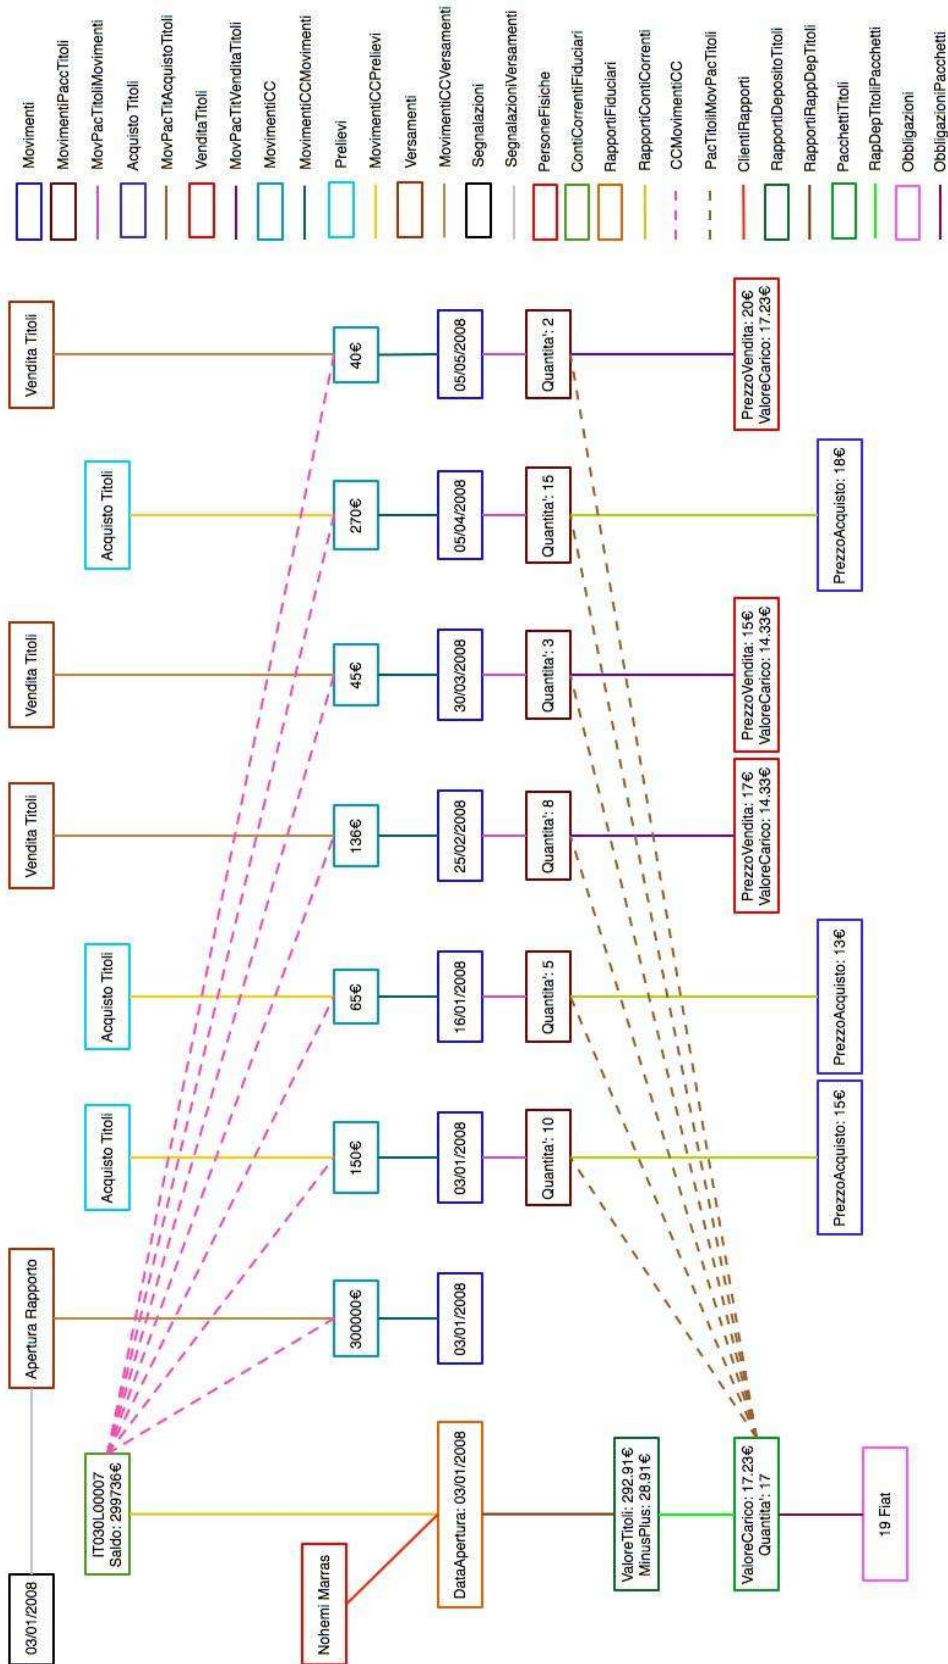 03/01/2008
Apertura Rapporto
Vendita Titoli
Vendita Titoli
Vendita Titoli
IT030L00007
Saldo: 299736€
Acquisto Titoli
Acquisto Titoli
Acquisto Titoli
Nohemi Marras
300000€
150€
65€
136€
45€
270€
40€
DataApertura: 03/01/2008
03/01/2008
03/01/2008
16/01/2008
25/02/2008
30/03/2008
05/04/2008
05/05/2008
Quantita': 10
Quantita': 5
Quantita': 8
Quantita': 3
Quantita': 15
Quantita': 2
ValoreTitoli: 292.91€
MinusPlus: 28.91€
ValoreCarico: 17.23€
Quantita': 17
PrezzoVendita: 17€
ValoreCarico: 14.33€
PrezzoVendita: 15€
ValoreCarico: 14.33€
PrezzoVendita: 20€
ValoreCarico: 17.23€
PrezzoAcquisto: 15€
PrezzoAcquisto: 13€
PrezzoAcquisto: 18€
19 Fiat
Movimenti
MovimentiPaccTitoli
MovPacTitoliMovimenti
Acquisto Titoli
MovPacTitAcquistoTitoli
VenditaTitoli
MovPacTitVenditaTitoli
MovimentiCC
MovimentiCCMovimenti
Prelievi
MovimentiCCPrelievi
Versamenti
MovimentiCCVersamenti
Segnalazioni
SegnalazioniVersamenti
PersoneFisiche
ContiCorrentiFiduciari
RapportiFiduciari
RapportiContiCorrenti
CCMovimentiCC
PacTitoliMovPacTitoli
ClientiRapporti
RapportiDepositoTitoli
RapportiRappDepTitoli
PacchettiTitoli
RapDepTitoliPacchetti
Obbligazioni
ObbligazioniPacchetti